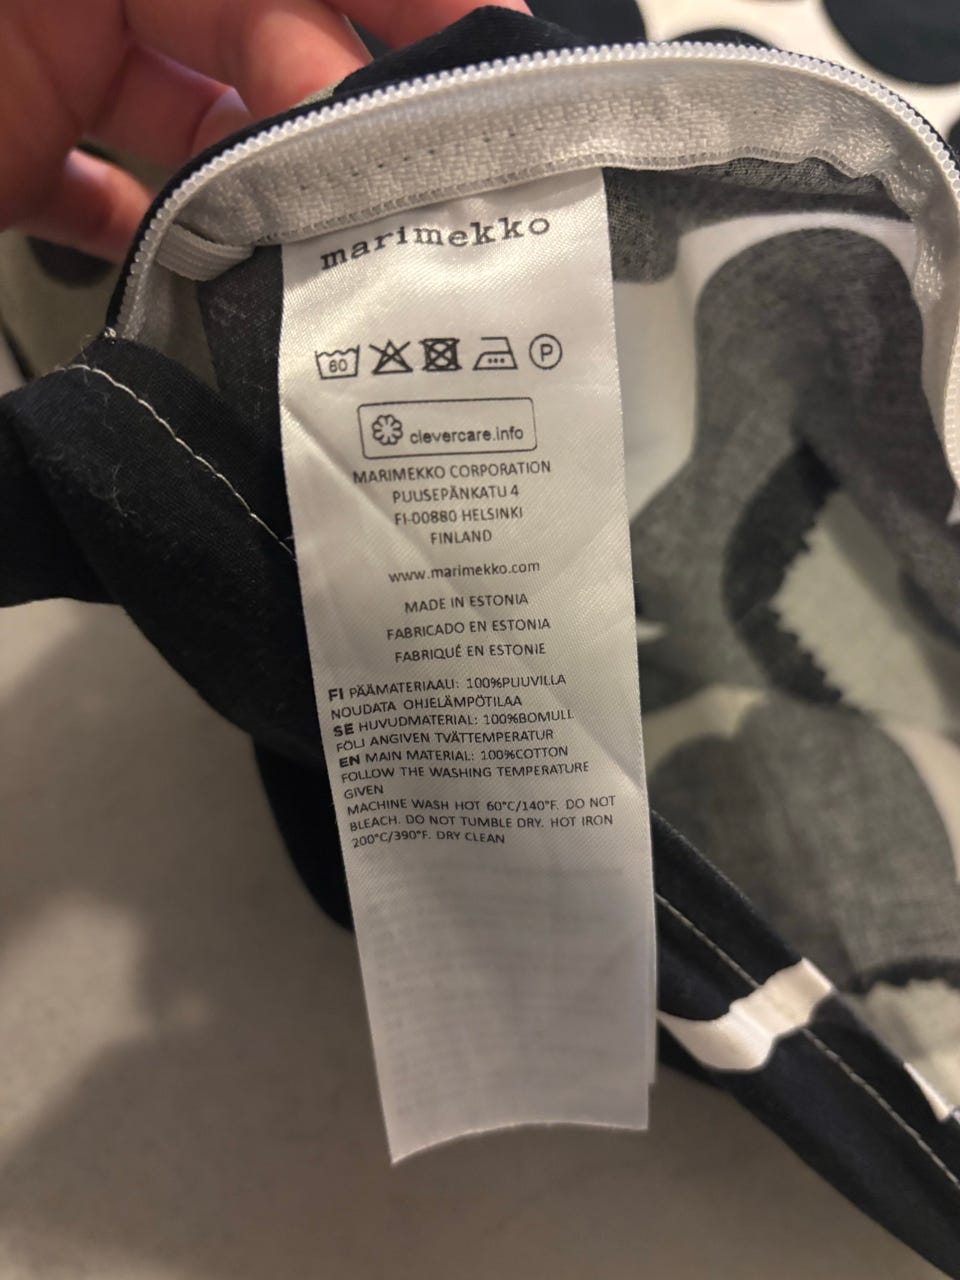 marimekko
60 P
clevercare.info
MARIMEKKO CORPORATION
PUUSEPÄNKATU 4
FI-00880 HELSINKI
FINLAND
www.marimekko.com
MADE IN ESTONIA
FABRICADO EN ESTONIA
FABRIQUÉ EN ESTONIE
FI PÄÄMATERIAALI: 100%PUUVILLA
NOUDATA OHJELÄMPÖTILAA
SE HUVUDMATERIAL: 100%BOMULL
FÖLJ ANGIVEN TVÄTTEMPERATUR
EN MAIN MATERIAL: 100%COTTON
FOLLOW THE WASHING TEMPERATURE
GIVEN
MACHINE WASH HOT 60°C/140°F. DO NOT
BLEACH. DO NOT TUMBLE DRY. HOT IRON
200°C/390°F. DRY CLEAN